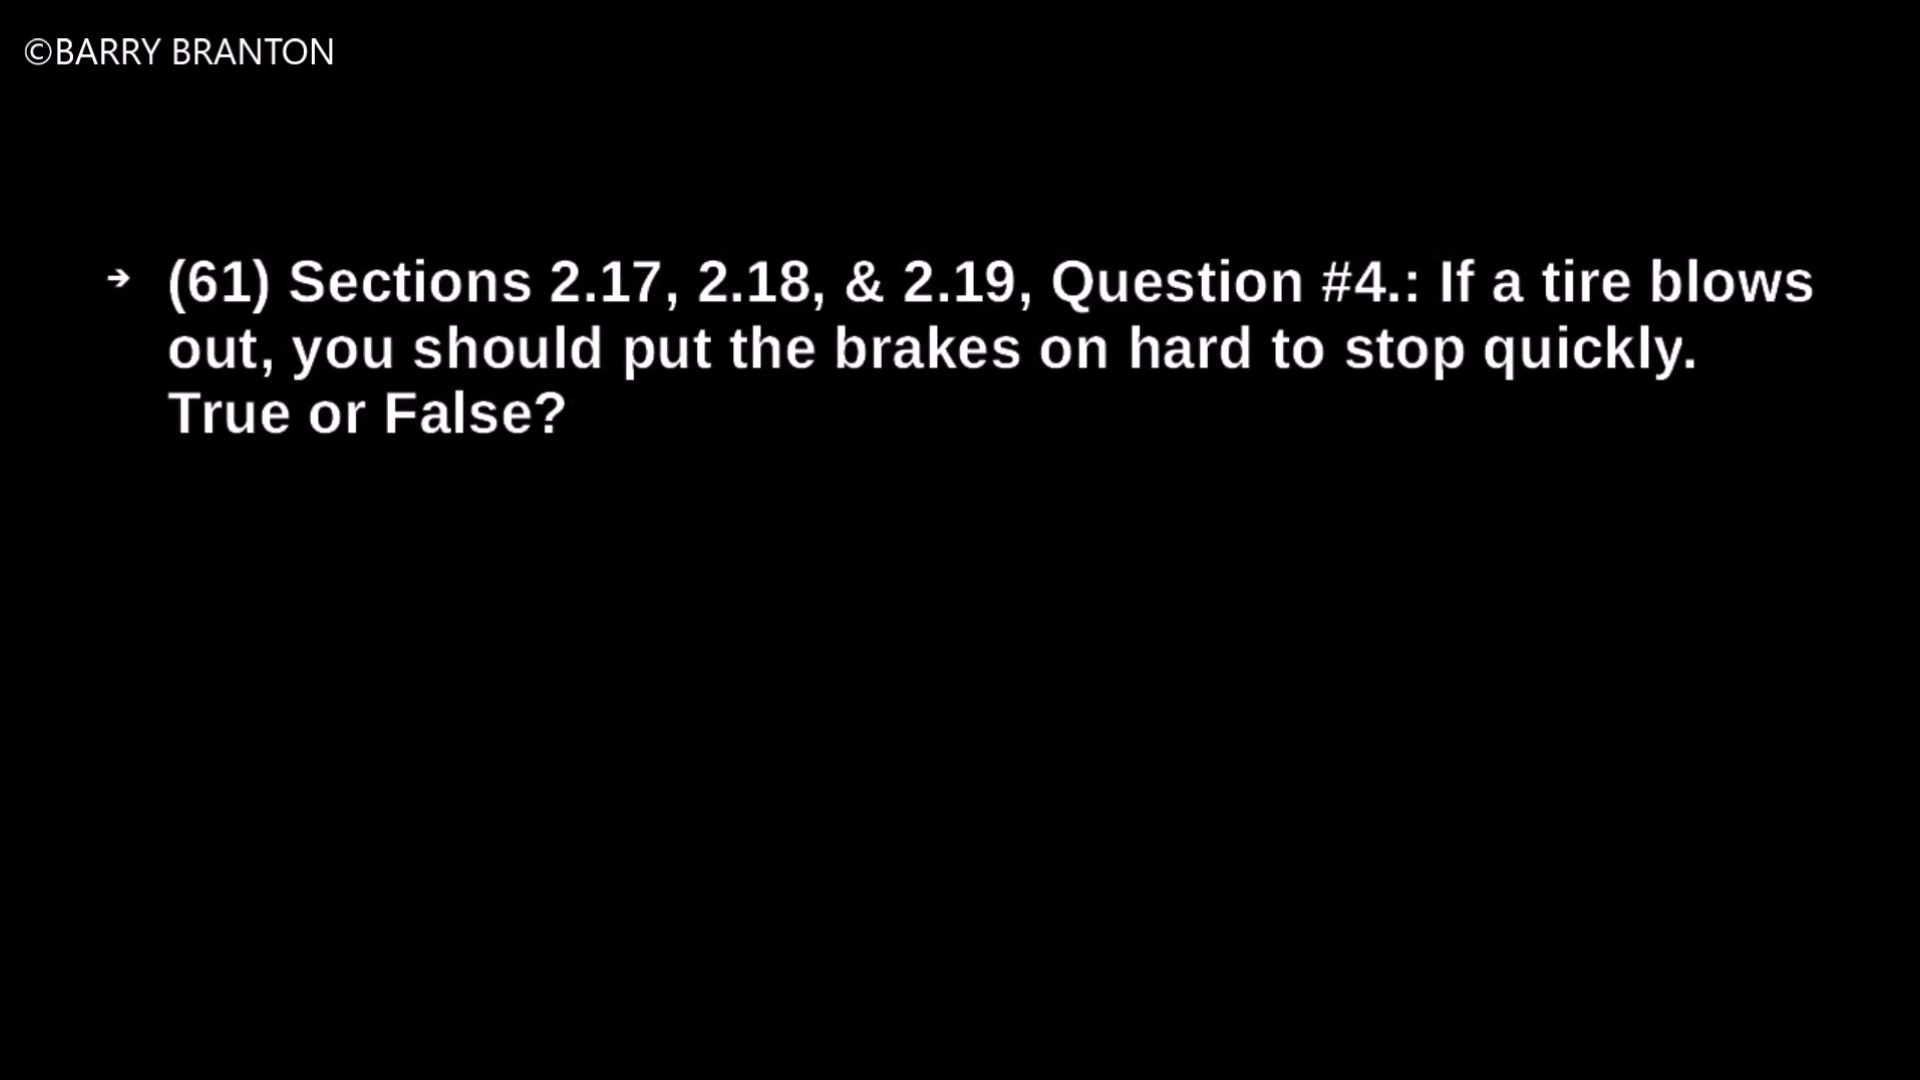 ©BARRY BRANTON
➔ (61) Sections 2.17, 2.18, & 2.19, Question #4.: If a tire blows
out, you should put the brakes on hard to stop quickly.
True or False?